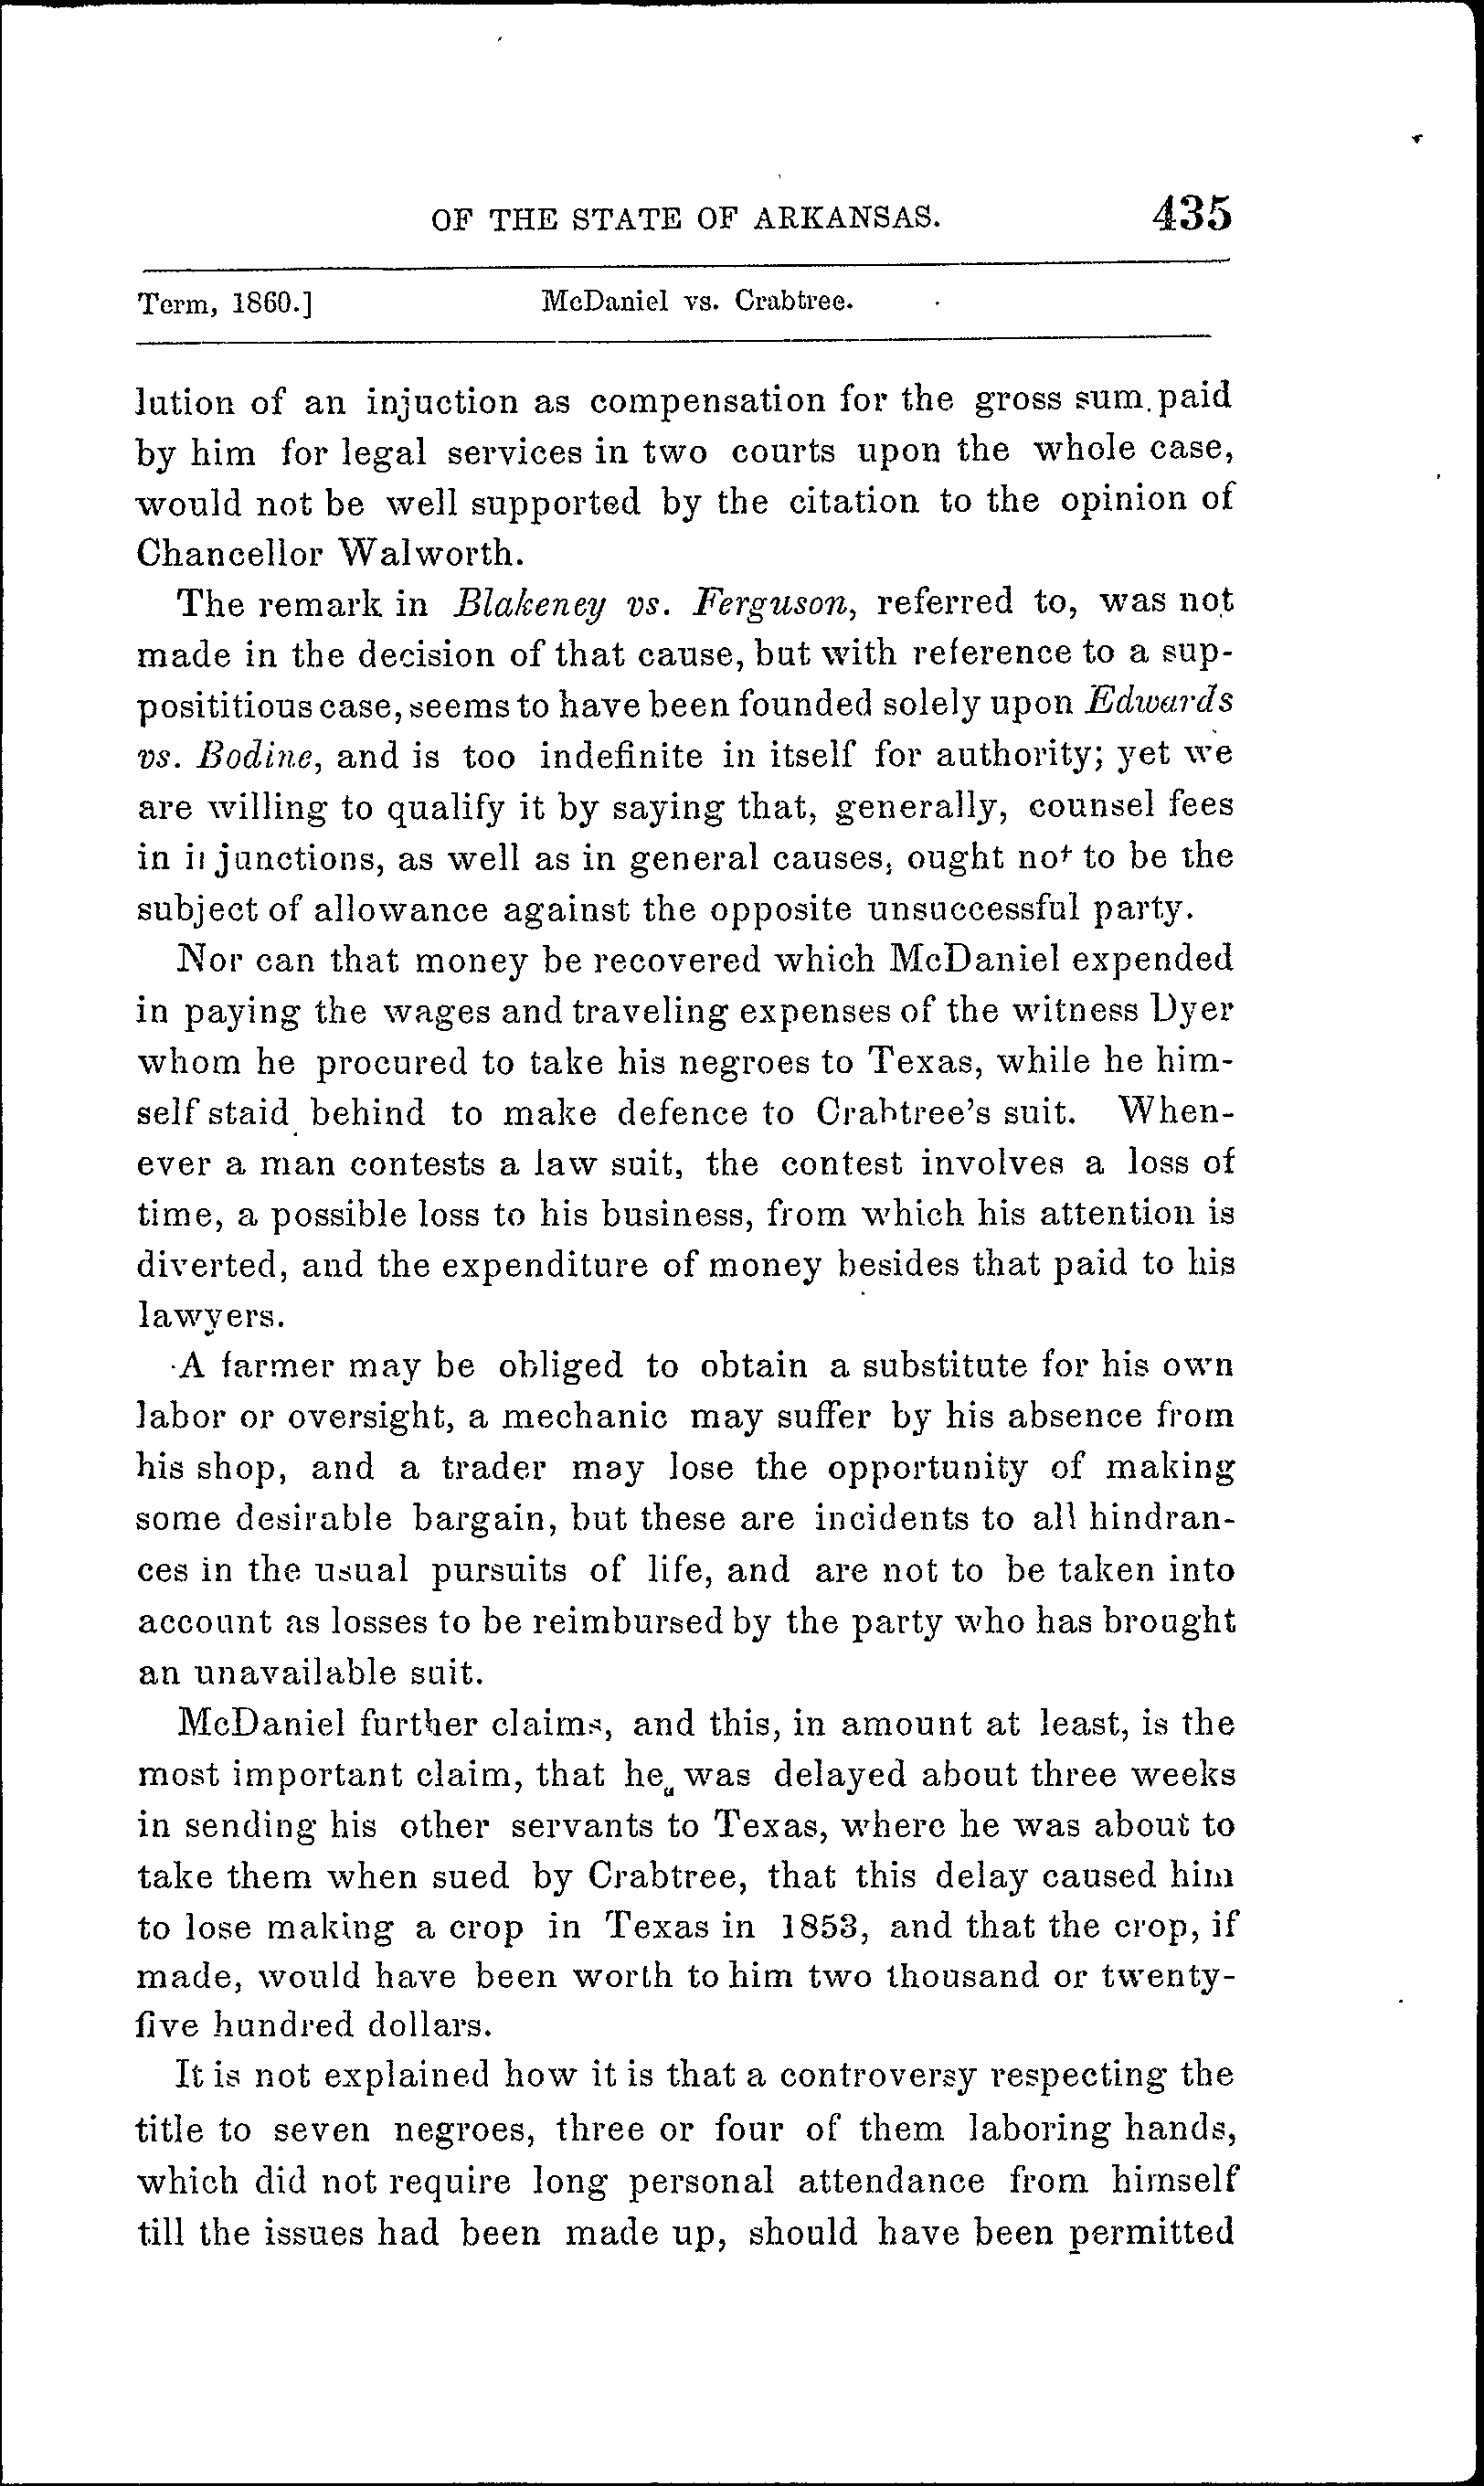 OF THE STATE OF ARKANSAS. 435
Term, 1860.] McDaniel vs. Crabtree.
lution of an injuction as compensation for the gross sum paid
by him for legal services in two courts upon the whole case,
would not be well supported by the citation to the opinion of
Chancellor Walworth.
The remark in Blakeney vs. Ferguson, referred to, was not
made in the decision of that cause, but with reference to a sup-
posititious case, seems to have been founded solely upon Edwards
vs. Bodine, and is too indefinite in itself for authority; yet we
are willing to qualify it by saying that, generally, counsel fees
in injunctions, as well as in general causes, ought not to be the
subject of allowance against the opposite unsuccessful party.
Nor can that money be recovered which McDaniel expended
in paying the wages and traveling expenses of the witness Dyer
whom he procured to take his negroes to Texas, while he him-
self staid behind to make defence to Crabtree's suit. When-
ever a man contests a law suit, the contest involves a loss of
time, a possible loss to his business, from which his attention is
diverted, and the expenditure of money besides that paid to his
lawyers.
A farmer may be obliged to obtain a substitute for his own
labor or oversight, a mechanic may suffer by his absence from
his shop, and a trader may lose the opportunity of making
some desirable bargain, but these are incidents to all hindran-
ces in the usual pursuits of life, and are not to be taken into
account as losses to be reimbursed by the party who has brought
an unavailable suit.
McDaniel further claims, and this, in amount at least, is the
most important claim, that he was delayed about three weeks
in sending his other servants to Texas, where he was about to
take them when sued by Crabtree, that this delay caused him
to lose making a crop in Texas in 1853, and that the crop, if
made, would have been worth to him two thousand or twenty-
five hundred dollars.
It is not explained how it is that a controversy respecting the
title to seven negroes, three or four of them laboring hands,
which did not require long personal attendance from himself
till the issues had been made up, should have been permitted